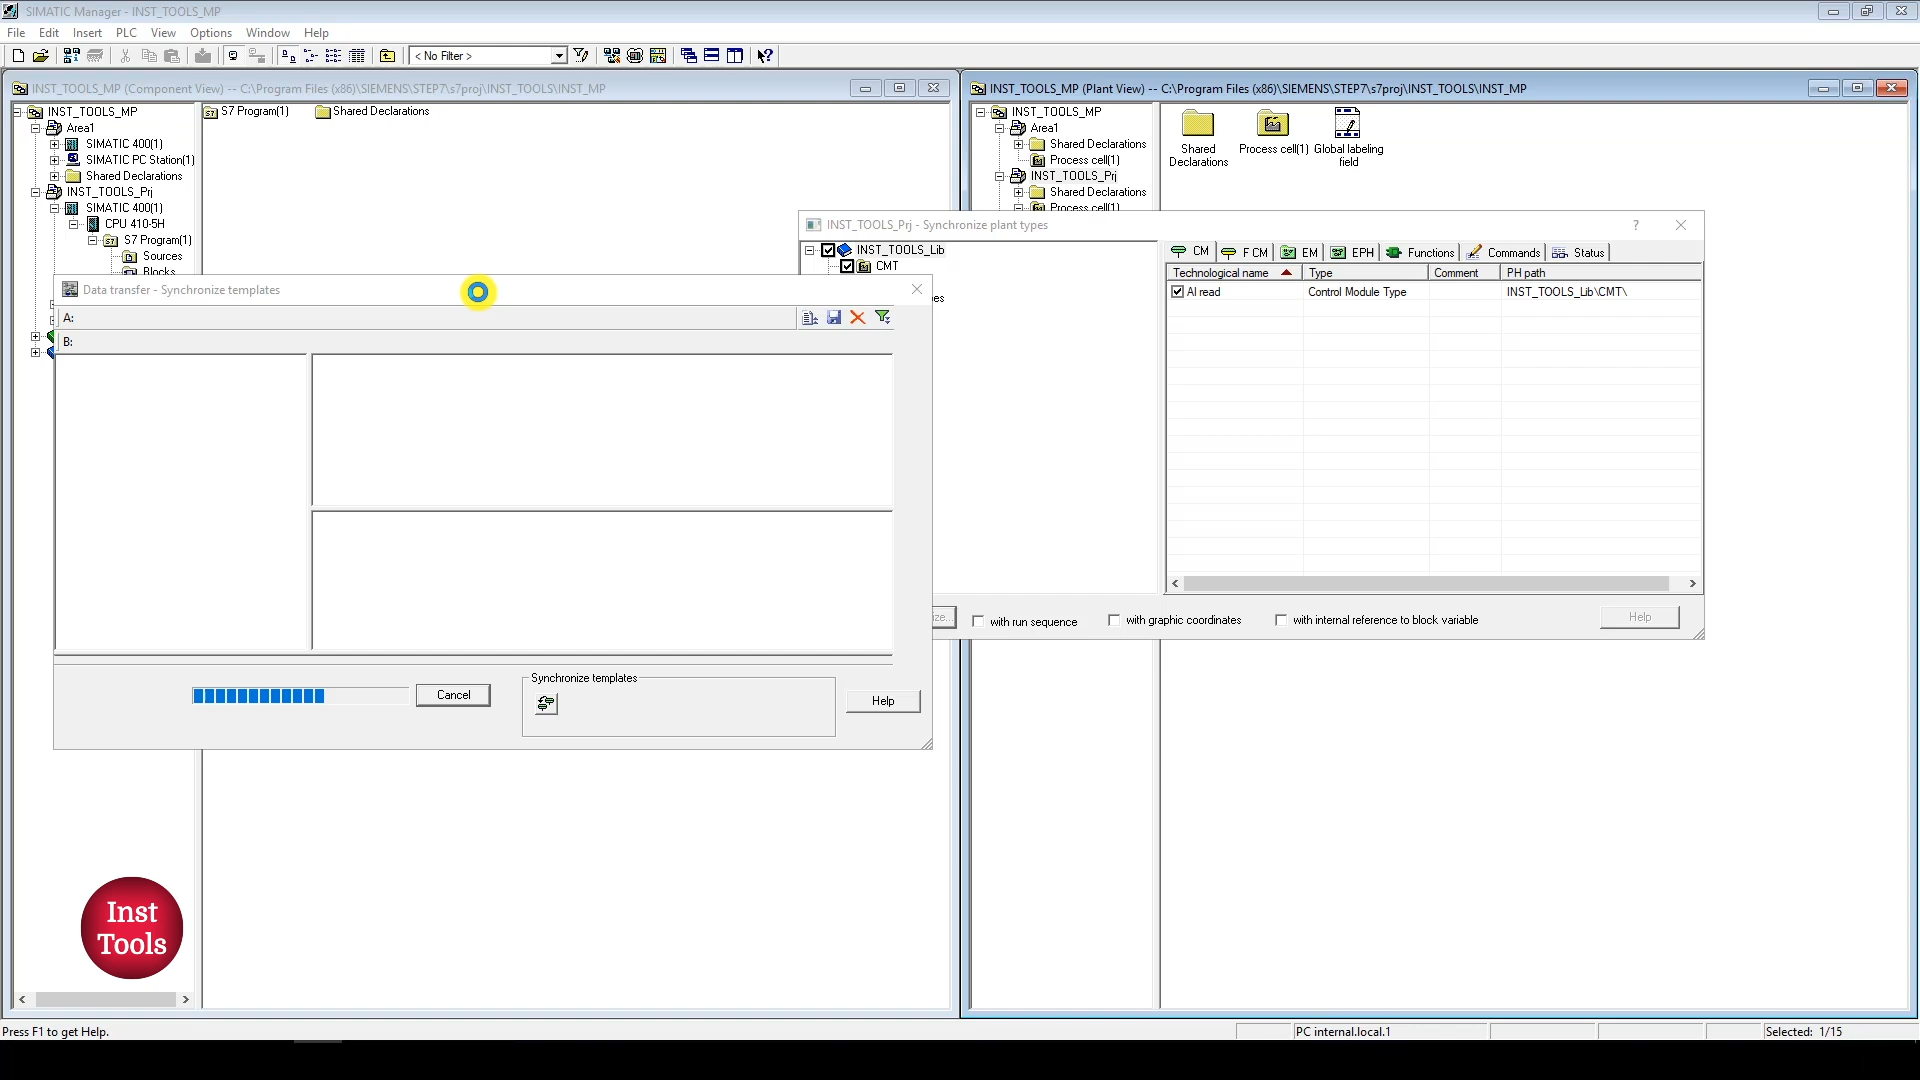 SIMATIC Manager - INST_TOOLS_MP
File Edit Insert PLC View Options Window Help
< No Filter >
INST_TOOLS_MP (Component View) -- C:\Program Files (x86)\SIEMENS\STEP7\s7proj\INST_TOOLS\INST_MP
INST_TOOLS_MP
Area1
SIMATIC 400(1)
SIMATIC PC Station(1)
Shared Declarations
INST_TOOLS_Prj
SIMATIC 400(1)
CPU 410-5H
S7 Program(1)
Sources
Blocks
S7 Program(1)
Shared Declarations
INST_TOOLS_MP (Plant View) -- C:\Program Files (x86)\SIEMENS\STEP7\s7proj\INST_TOOLS\INST_MP
INST_TOOLS_MP
Area1
Shared Declarations
Process cell(1)
INST_TOOLS_Prj
Shared Declarations
Process cell(1)
Shared Declarations
Process cell(1)
Global labeling field
INST_TOOLS_Prj - Synchronize plant types
?
INST_TOOLS_Lib
CMT
es
CM F CM EM EPH Functions Commands Status
Technological name Type Comment PH path
AI read Control Module Type INST_TOOLS_Lib\CMT\
ze...
with run sequence
with graphic coordinates
with internal reference to block variable
Help
Data transfer - Synchronize templates
A:
B:
Cancel
Synchronize templates
Help
Inst
Tools
Press F1 to get Help.
PC internal.local.1
Selected: 1/15